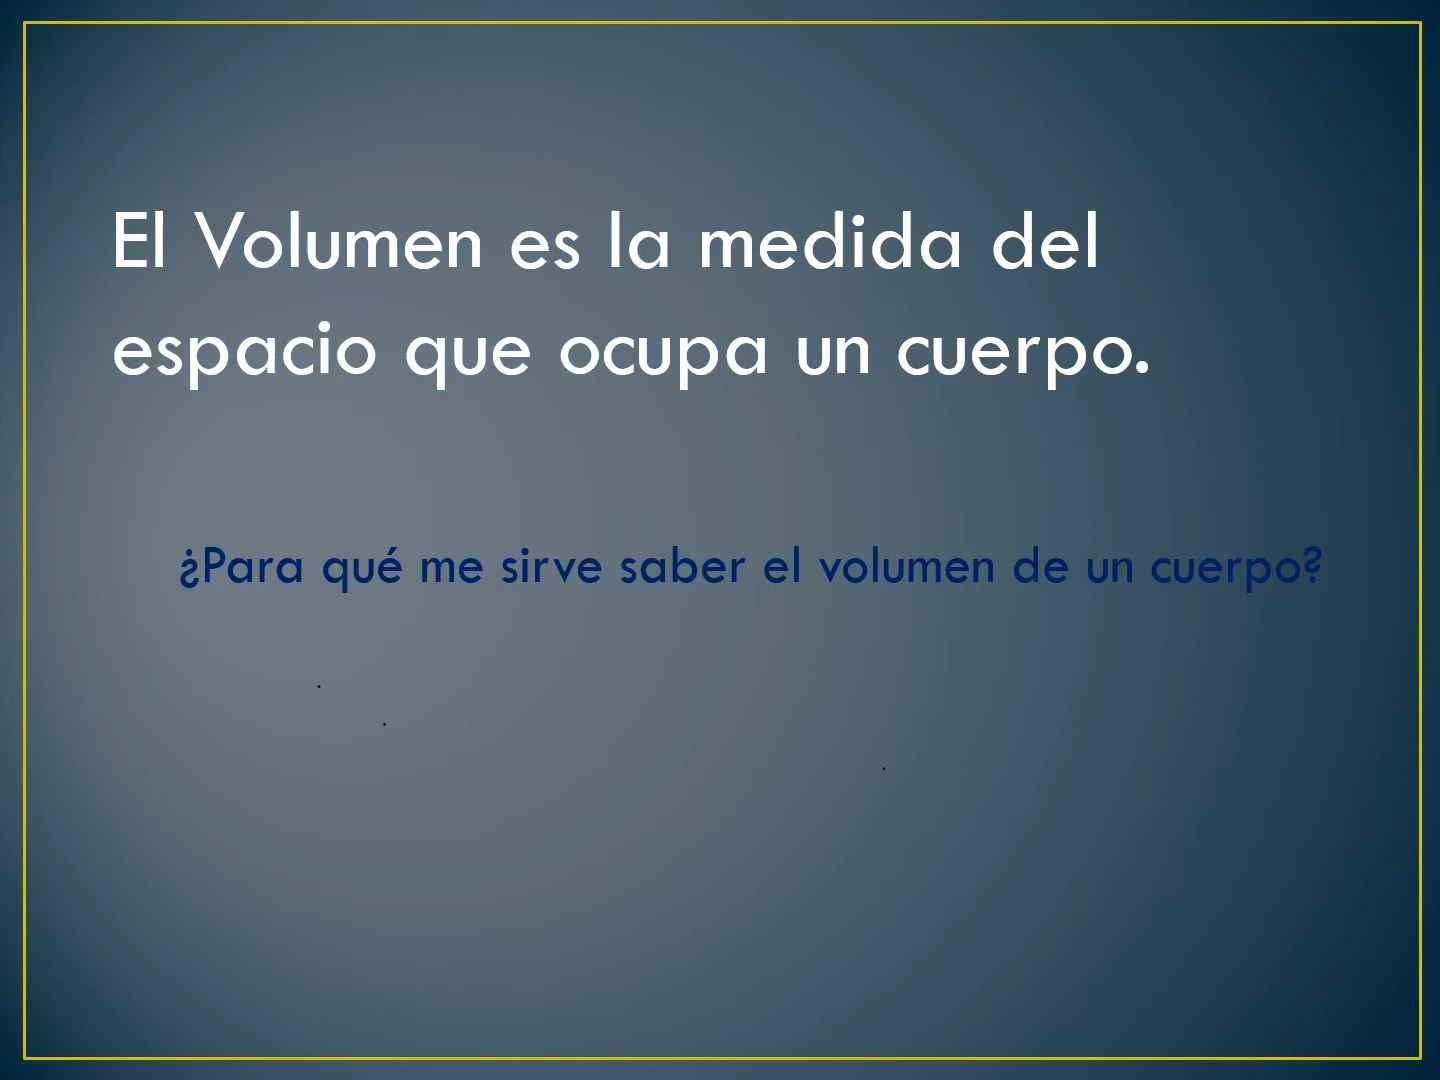 El Volumen es la medida del
espacio que ocupa un cuerpo.
¿Para qué me sirve saber el volumen de un cuerpo?
.
.
.